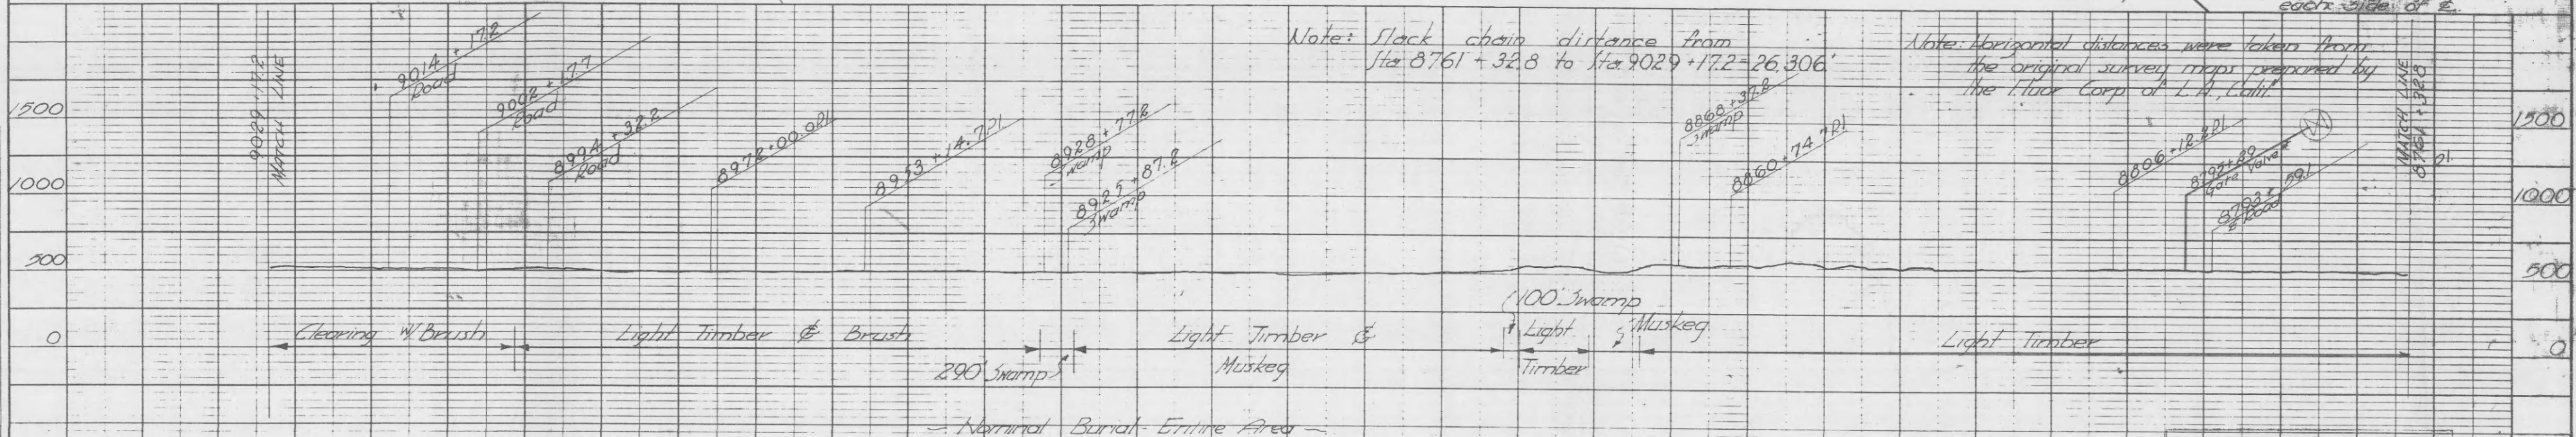 each side of ℄
Note: Slack chain distance from
Sta 8761 + 32.8 to Sta 9029 + 17.2 = 26,306'
Note: Horizontal distances were taken from
the original survey maps prepared by
the Fluor Corp of L.A., Calif.
9029 + 17.2
MATCH LINE
9014 + 17.2
Road
9002 + 17.7
Road
8994 + 32.2
Road
8972 + 00.0 P.I.
8953 + 14.7 P.I.
8928 + 77.2
Swamp
8925 + 87.2
Swamp
8868 + 37.8
Swamp
8860 + 74.7 P.I.
8806 + 12.2 P.I.
Gate Valve
℄ Road
MATCH LINE
8761 + 32.8
P.I.
1500
1000
500
0
1500
1000
500
0
Clearing W/ Brush
Light Timber & Brush
290' Swamp
Light Timber &
Muskeg
100' Swamp
Light
Timber
Muskeg
Light Timber
– Nominal Burial - Entire Area –